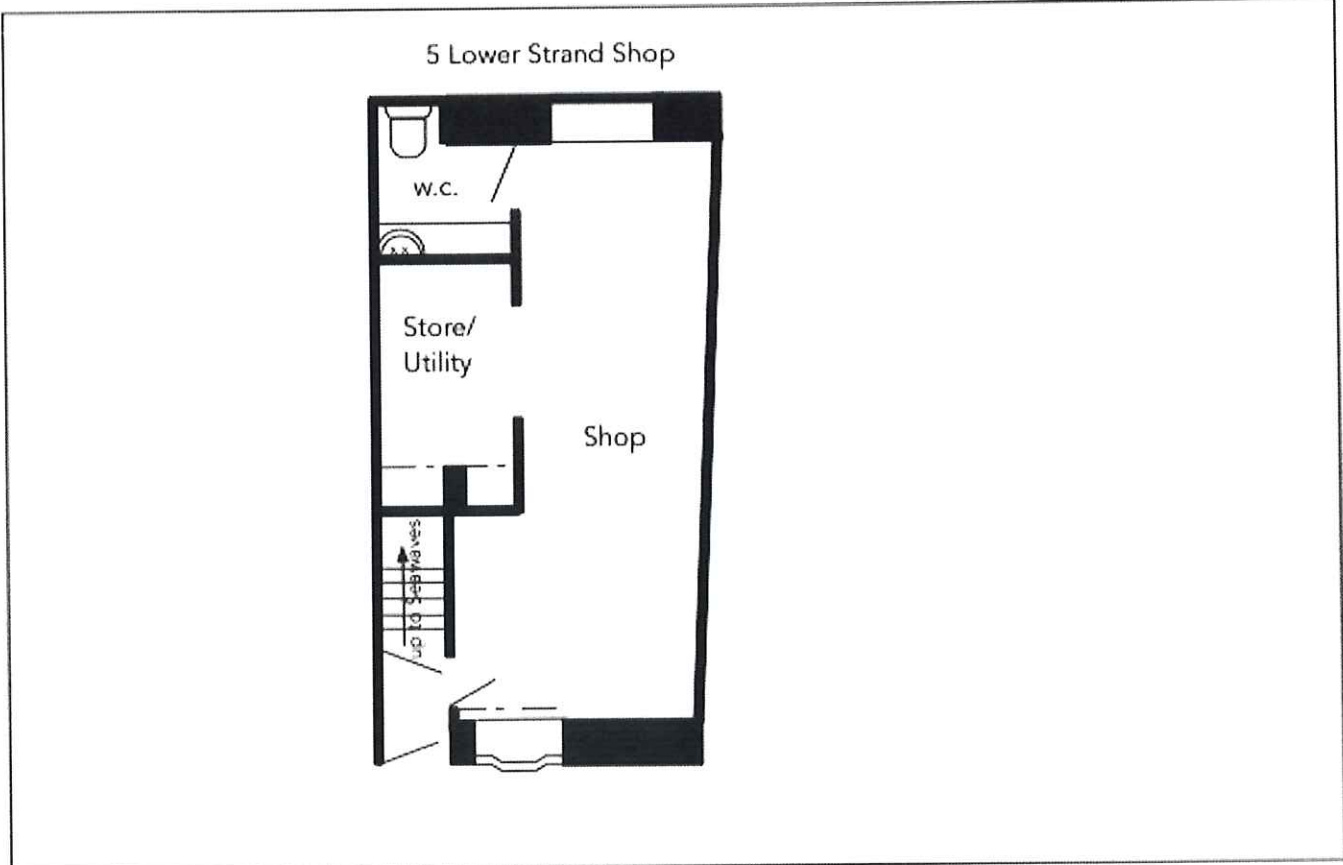 5 Lower Strand Shop
w.c.
Store/
Utility
Shop
up to Seawaves